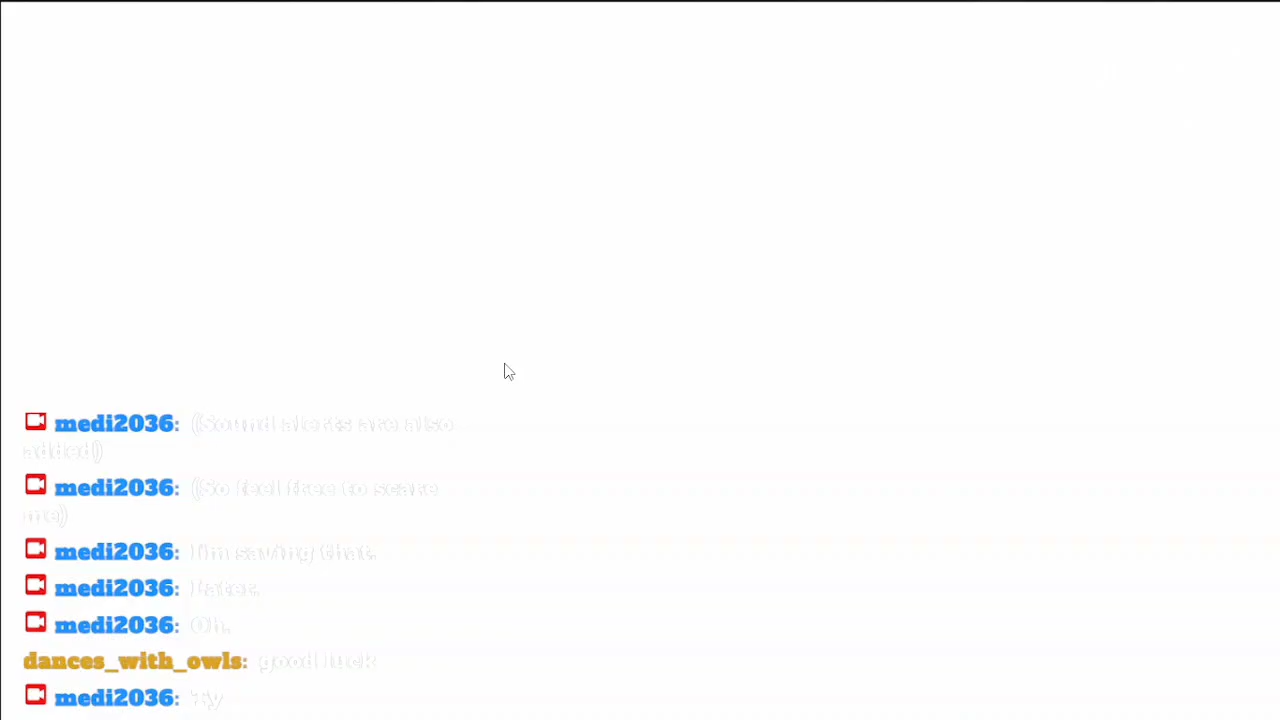 medi2036: (Sound alerts are also
added)
medi2036: (So feel free to scare
me)
medi2036: I'm saving that.
medi2036: Later.
medi2036: Oh.
dances_with_owls: good luck
medi2036: Ty